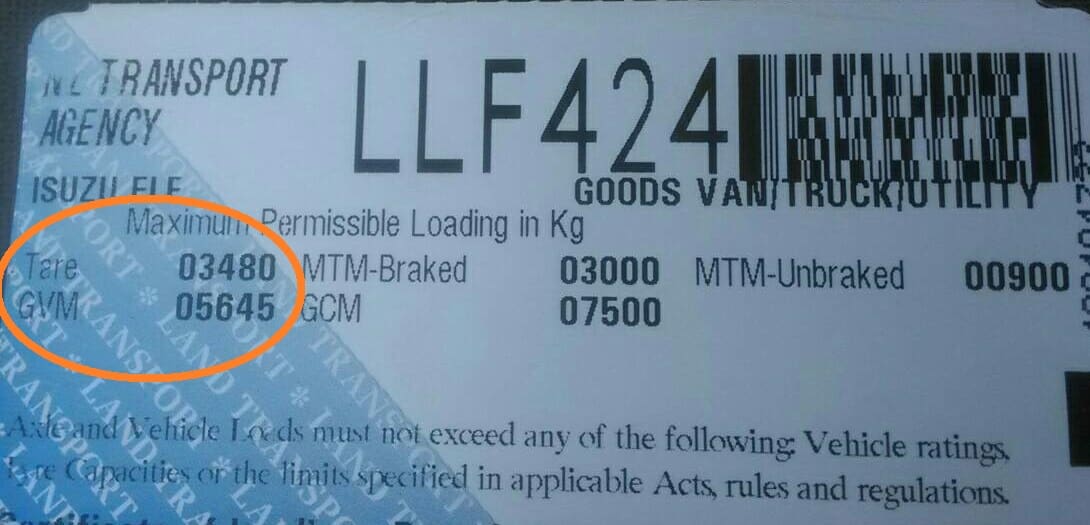 NZ TRANSPORT
AGENCY
LLF424
ISUZU ELF
GOODS VAN/TRUCK/UTILITY
Maximum Permissible Loading in Kg
Tare 03480 MTM-Braked 03000 MTM-Unbraked 00900
GVM 05645 GCM 07500
Axle and Vehicle Loads must not exceed any of the following: Vehicle ratings,
Tyre Capacities or the limits specified in applicable Acts, rules and regulations.